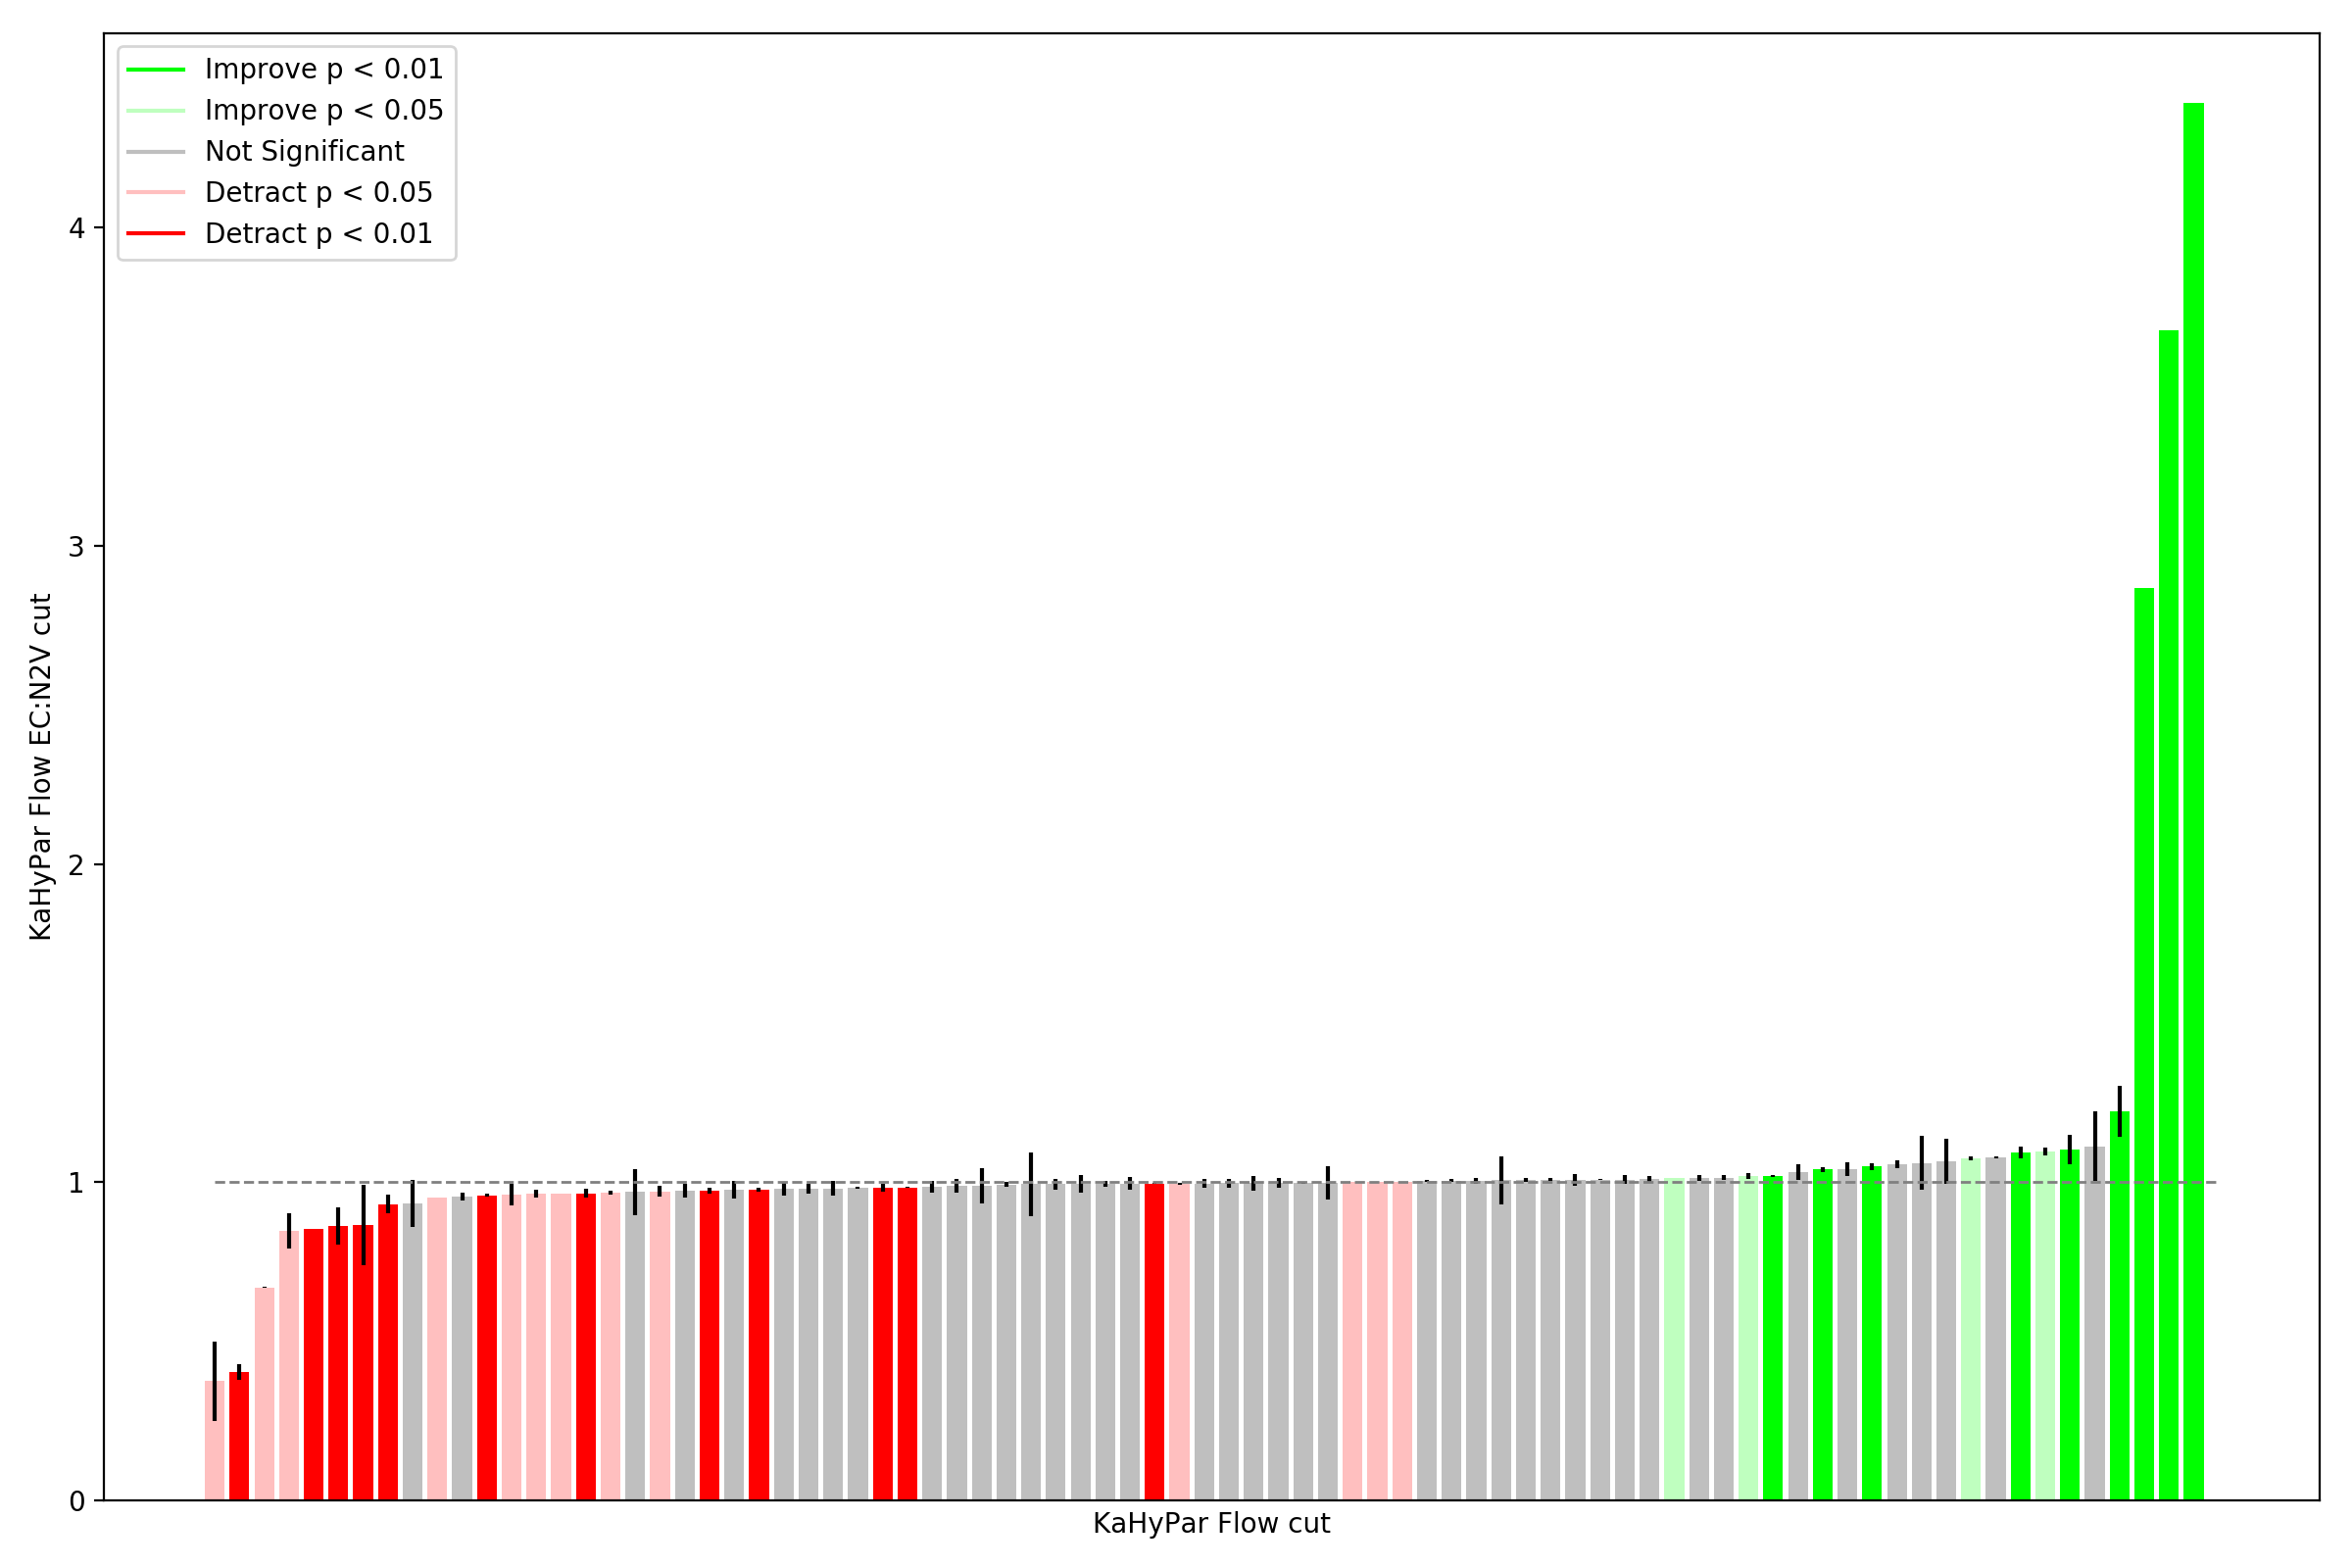 Improve p < 0.01
Improve p < 0.05
Not Significant
Detract p < 0.05
Detract p < 0.01
4
3
2
1
0
KaHyPar Flow EC:N2V cut
KaHyPar Flow cut